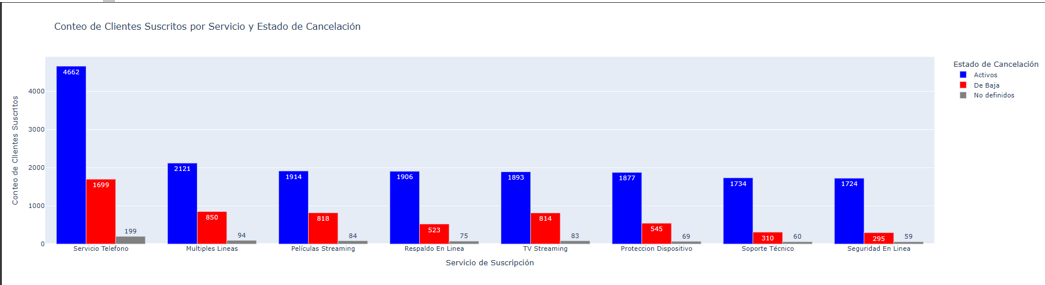 Conteo de Clientes Suscritos por Servicio y Estado de Cancelación
Estado de Cancelación
Activos
De Baja
No definidos
Conteo de Clientes Suscritos
4000
3000
2000
1000
0
4662
1699
199
2121
850
94
1914
818
84
1906
523
75
1893
814
83
1877
545
69
1734
310
60
1724
295
59
Servicio Telefono
Multiples Lineas
Películas Streaming
Respaldo En Linea
TV Streaming
Proteccion Dispositivo
Soporte Técnico
Seguridad En Linea
Servicio de Suscripción